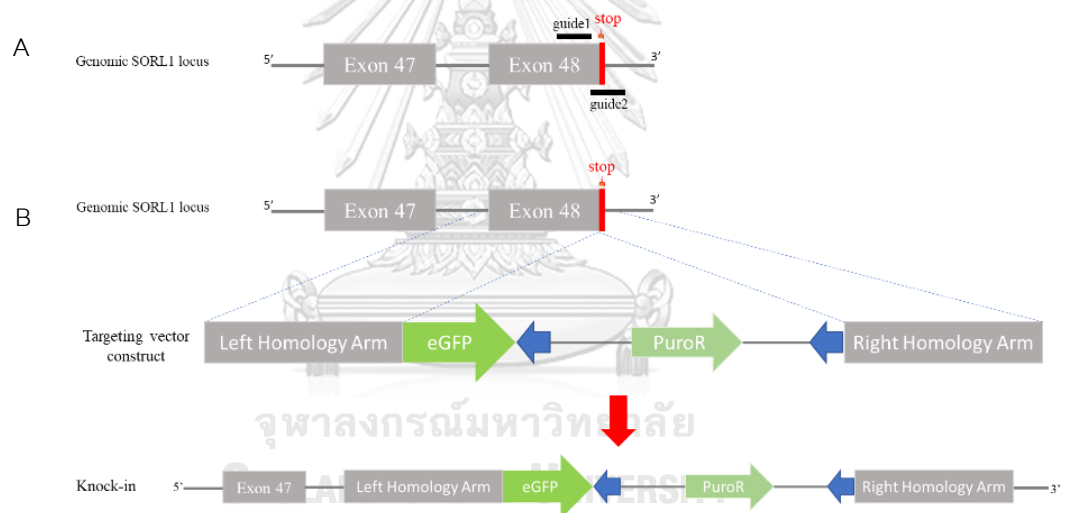 A
guide1 stop
Genomic SORL1 locus 5' Exon 47 Exon 48 3'
guide2
stop
B
Genomic SORL1 locus 5' Exon 47 Exon 48 3'
Targeting vector
construct
Left Homology Arm eGFP PuroR Right Homology Arm
จุฬาลงกรณ์มหาวิทยาลัย
Knock-in 5' Exon 47 Left Homology Arm eGFP PuroR Right Homology Arm 3'